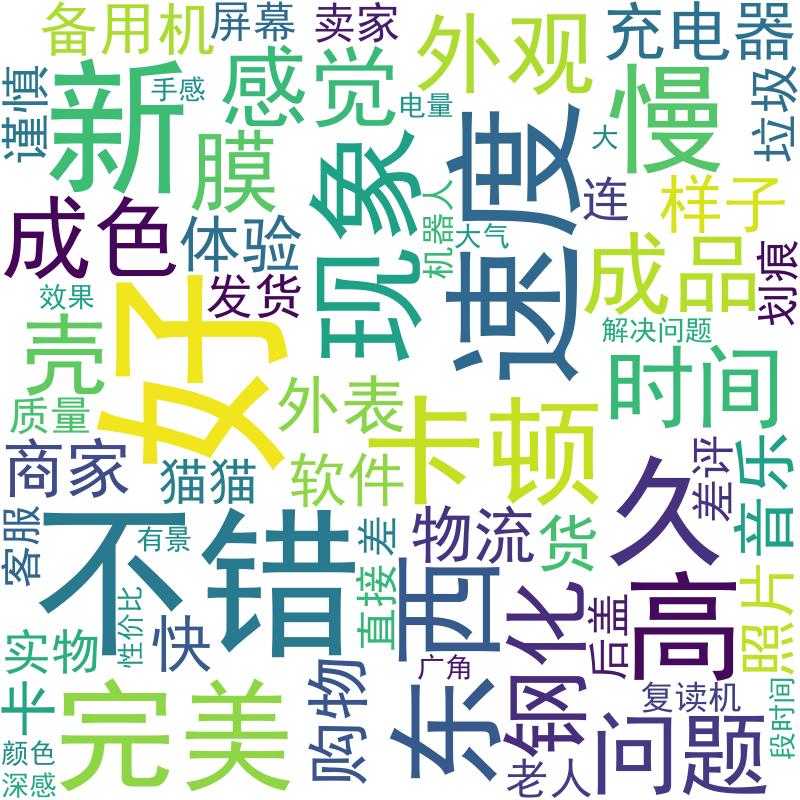 备用机
屏幕
卖家
外观
充电器
谨慎
新
手感
感觉
电量
速度
大
慢
垃圾
膜
现象
机器人
连
样子
成色
体验
大气
成品
划痕
效果
发货
好
解决问题
壳
质量
外表
卡顿
时间
商家
猫猫
软件
久
差评
音乐
客服
不错
有景
差
物流
货
性价比
直接
东西
钢化
后盖
高
照片
实物
快
广角
卡
完美
购物
复读机
段时间
颜色
深感
老人
问题